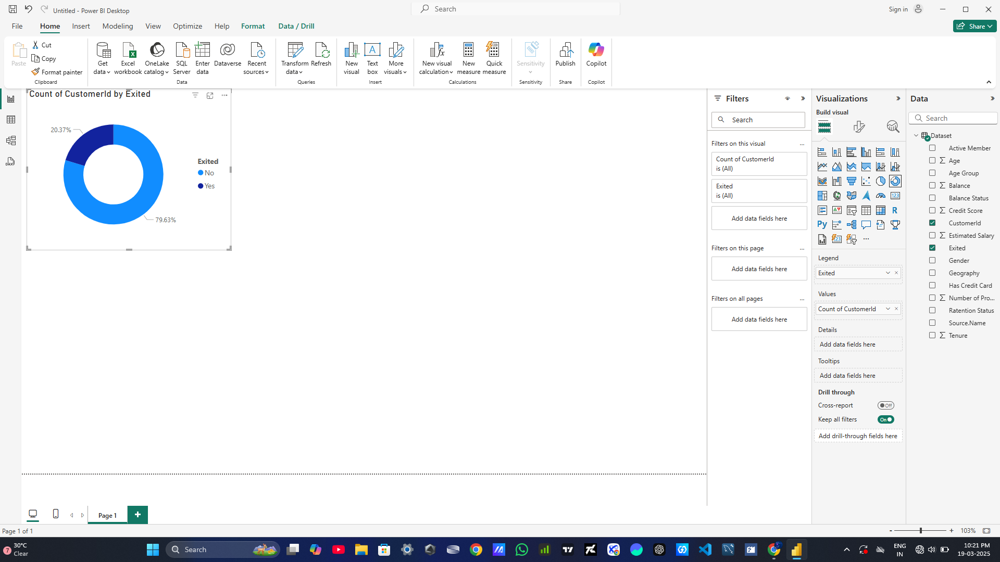 Untitled - Power BI Desktop
Search
Sign in
File
Home
Insert
Modeling
View
Optimize
Help
Format
Data / Drill
Share
Paste
Cut
Copy
Format painter
Clipboard
Get
data
Excel
workbook
OneLake
catalog
SQL
Server
Enter
data
Dataverse
Recent
sources
Data
Transform
data
Refresh
Queries
New
visual
A
Text
box
More
visuals
Insert
New visual
calculation
New
measure
Quick
measure
Calculations
Sensitivity
Sensitivity
Publish
Share
Copilot
Copilot
Count of CustomerId by Exited
20.37%
79.63%
Exited
No
Yes
DAX
Filters
Search
Filters on this visual
...
Count of CustomerId
is (All)
Exited
is (All)
Add data fields here
Filters on this page
...
Add data fields here
Filters on all pages
...
Add data fields here
Visualizations
Build visual
123
R
Py
123
...
Legend
Exited
Values
Count of CustomerId
Details
Add data fields here
Tooltips
Add data fields here
Drill through
Cross-report
Off
Keep all filters
On
Add drill-through fields here
Data
Search
Dataset
Active Member
Σ Age
Age Group
Σ Balance
Balance Status
Σ Credit Score
CustomerId
Σ Estimated Salary
Exited
Gender
Geography
Has Credit Card
Σ Number of Pro...
Ratention Status
Source.Name
Σ Tenure
Page 1
+
Page 1 of 1
- + 103%
7
30°C
Clear
Search
ENG
IN
10:21 PM
19-03-2025